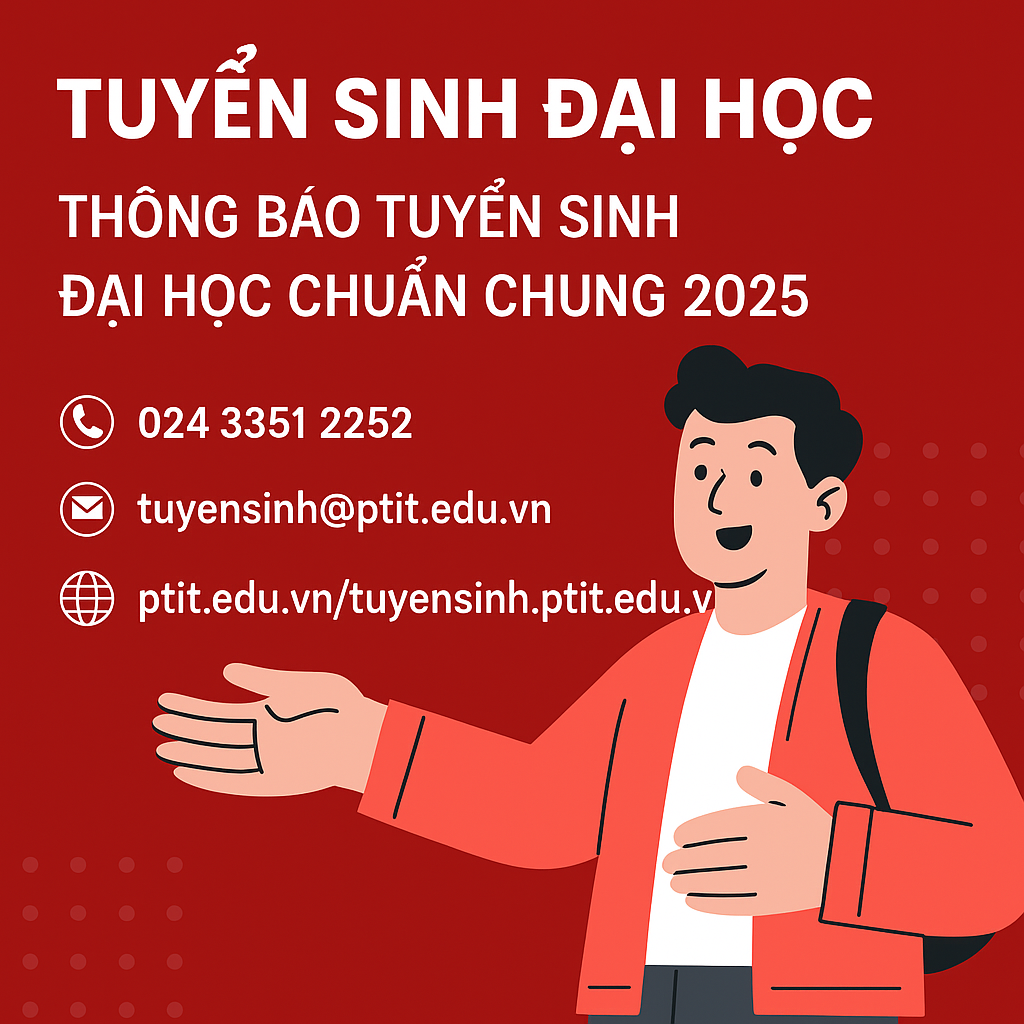 TUYỂN SINH ĐẠI HỌC
THÔNG BÁO TUYỂN SINH
ĐẠI HỌC CHUẨN CHUNG 2025
024 3351 2252
tuyensinh@ptit.edu.vn
ptit.edu.vn/tuyensinh.ptit.edu.v